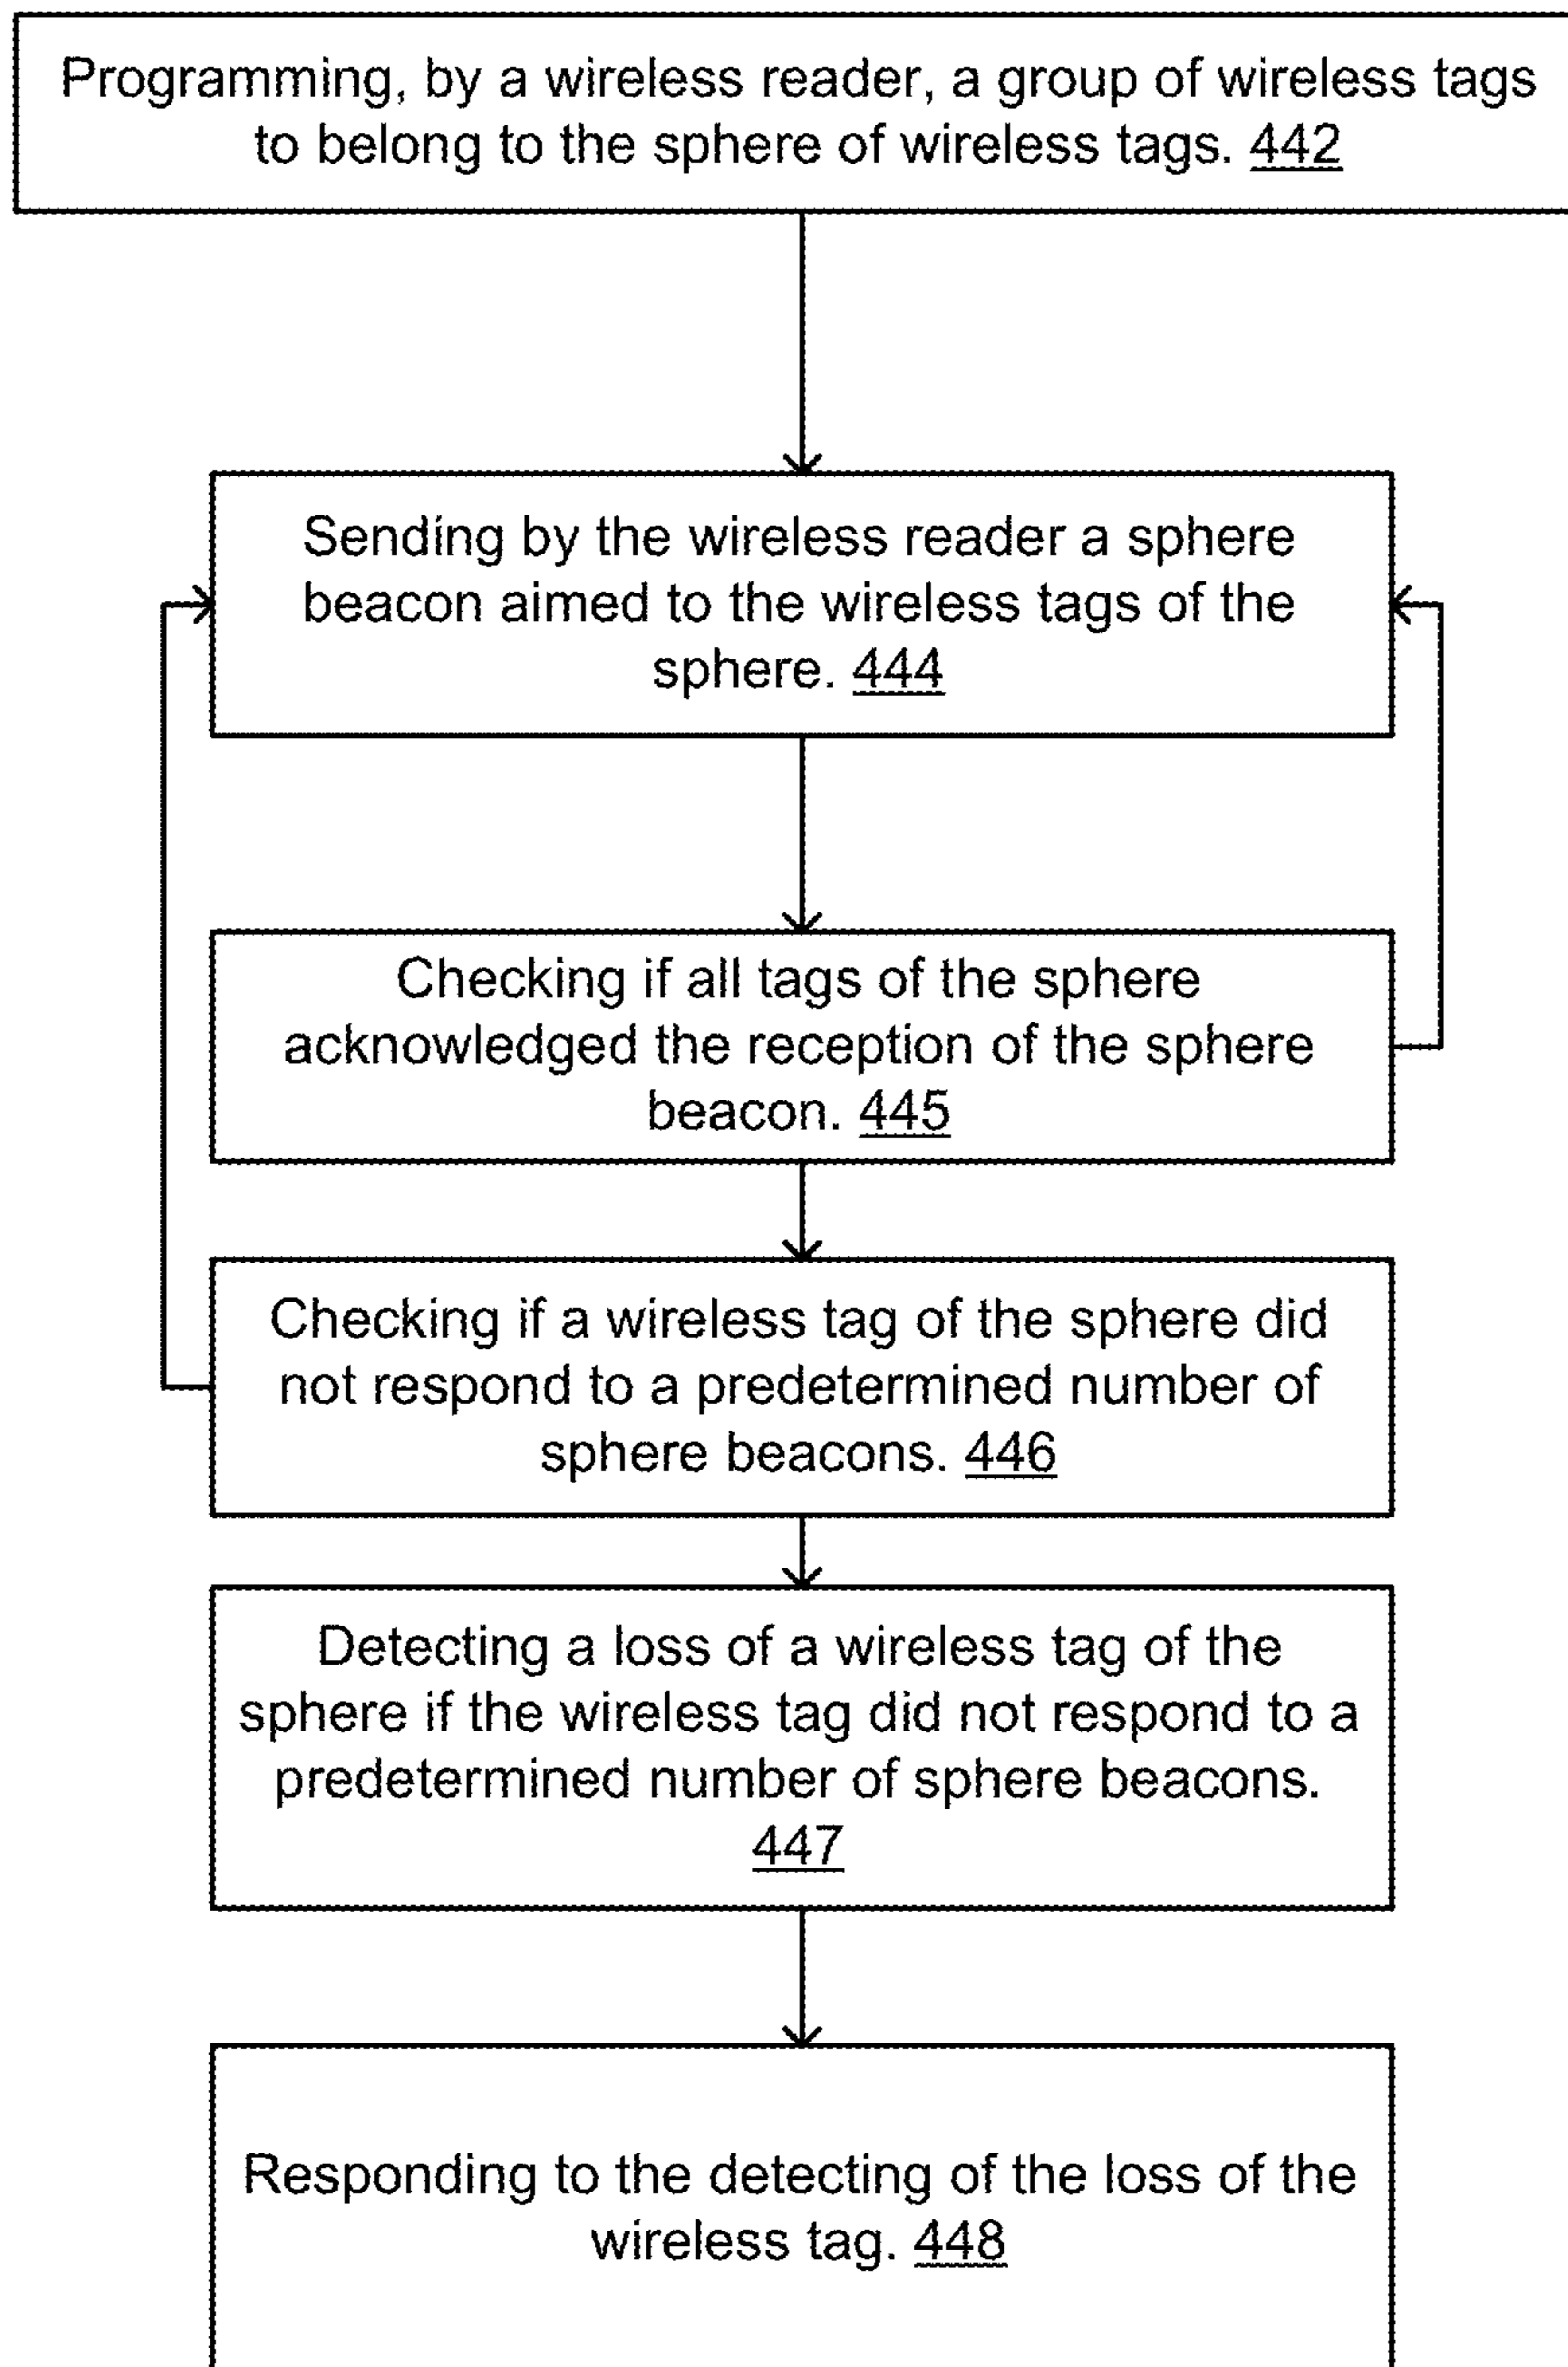 Programming, by a wireless reader, a group of wireless tags
to belong to the sphere of wireless tags. 442
Sending by the wireless reader a sphere
beacon aimed to the wireless tags of the
sphere. 444
Checking if all tags of the sphere
acknowledged the reception of the sphere
beacon. 445
Checking if a wireless tag of the sphere did
not respond to a predetermined number of
sphere beacons. 446
Detecting a loss of a wireless tag of the
sphere if the wireless tag did not respond to a
predetermined number of sphere beacons.
447
Responding to the detecting of the loss of the
wireless tag. 448